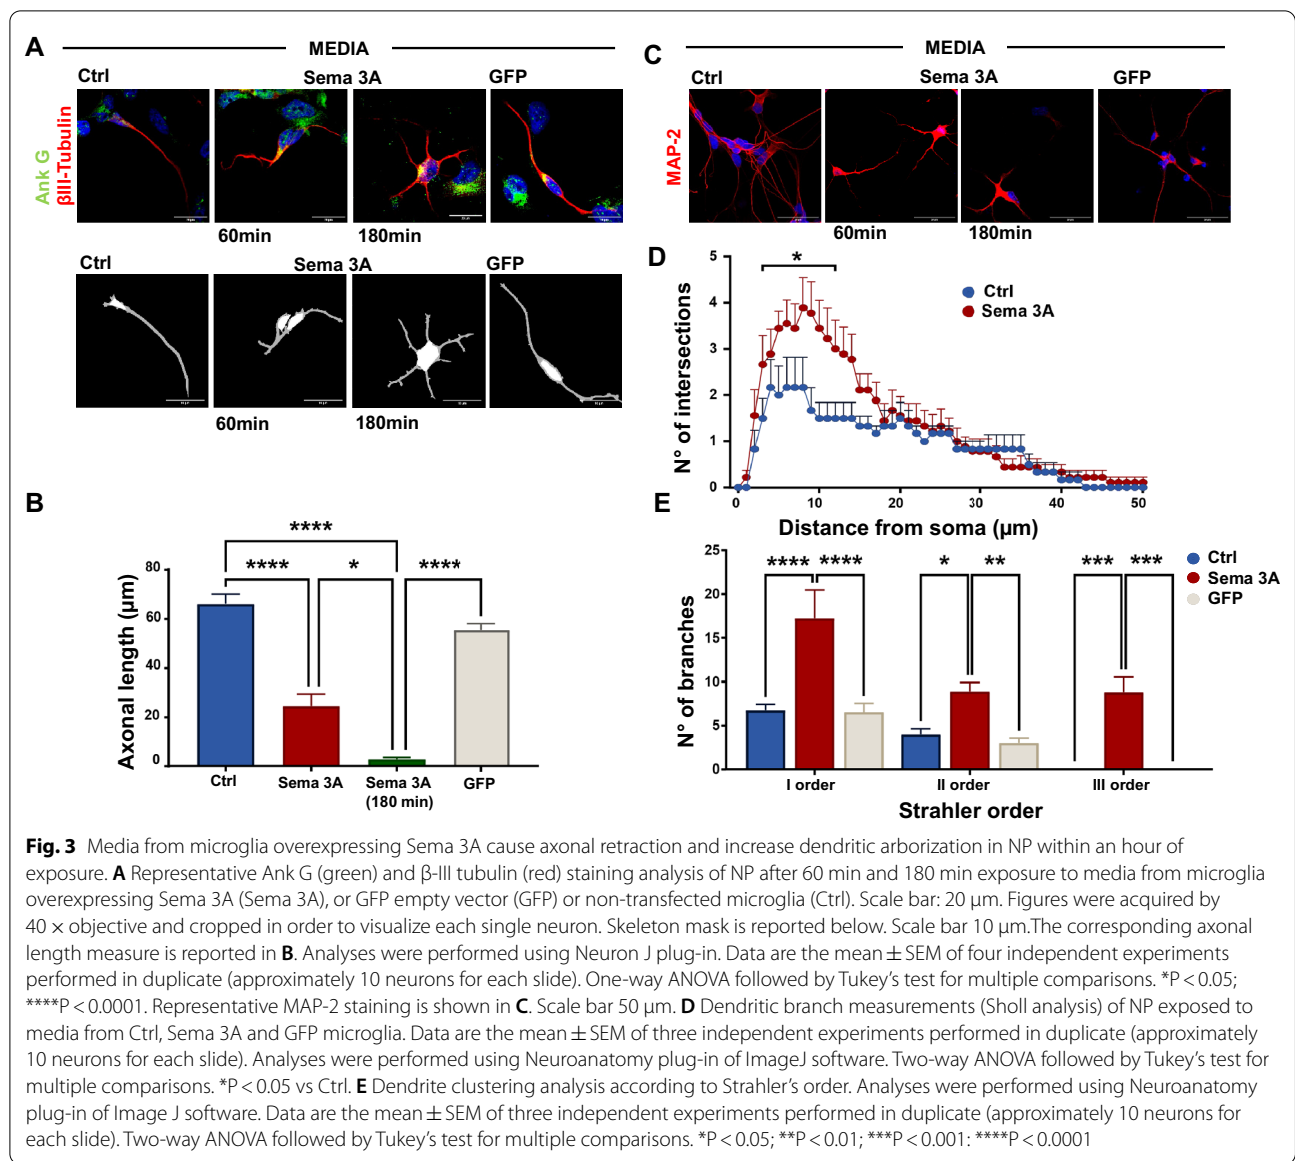 A
MEDIA
Ctrl
Sema 3A
GFP
Ank G
βIII-Tubulin
60min
180min
Ctrl
Sema 3A
GFP
60min
180min
B
****
****
*
****
Axonal length (µm)
80
60
40
20
0
Ctrl
Sema 3A
Sema 3A
(180 min)
GFP
C
MEDIA
Ctrl
Sema 3A
GFP
MAP-2
60min
180min
D
N° of intersections
5
4
3
2
1
0
*
Ctrl
Sema 3A
0
10
20
30
40
50
Distance from soma (µm)
E
N° of branches
25
20
15
10
5
0
****
****
*
**
***
***
Ctrl
Sema 3A
GFP
I order
II order
III order
Strahler order
Fig. 3 Media from microglia overexpressing Sema 3A cause axonal retraction and increase dendritic arborization in NP within an hour of
exposure. A Representative Ank G (green) and β-III tubulin (red) staining analysis of NP after 60 min and 180 min exposure to media from microglia
overexpressing Sema 3A (Sema 3A), or GFP empty vector (GFP) or non-transfected microglia (Ctrl). Scale bar: 20 µm. Figures were acquired by
40 × objective and cropped in order to visualize each single neuron. Skeleton mask is reported below. Scale bar 10 µm.The corresponding axonal
length measure is reported in B. Analyses were performed using Neuron J plug-in. Data are the mean ± SEM of four independent experiments
performed in duplicate (approximately 10 neurons for each slide). One-way ANOVA followed by Tukey's test for multiple comparisons. *P < 0.05;
****P < 0.0001. Representative MAP-2 staining is shown in C. Scale bar 50 µm. D Dendritic branch measurements (Sholl analysis) of NP exposed to
media from Ctrl, Sema 3A and GFP microglia. Data are the mean ± SEM of three independent experiments performed in duplicate (approximately
10 neurons for each slide). Analyses were performed using Neuroanatomy plug-in of ImageJ software. Two-way ANOVA followed by Tukey's test for
multiple comparisons. *P < 0.05 vs Ctrl. E Dendrite clustering analysis according to Strahler's order. Analyses were performed using Neuroanatomy
plug-in of Image J software. Data are the mean ± SEM of three independent experiments performed in duplicate (approximately 10 neurons for
each slide). Two-way ANOVA followed by Tukey's test for multiple comparisons. *P < 0.05; **P < 0.01; ***P < 0.001: ****P < 0.0001